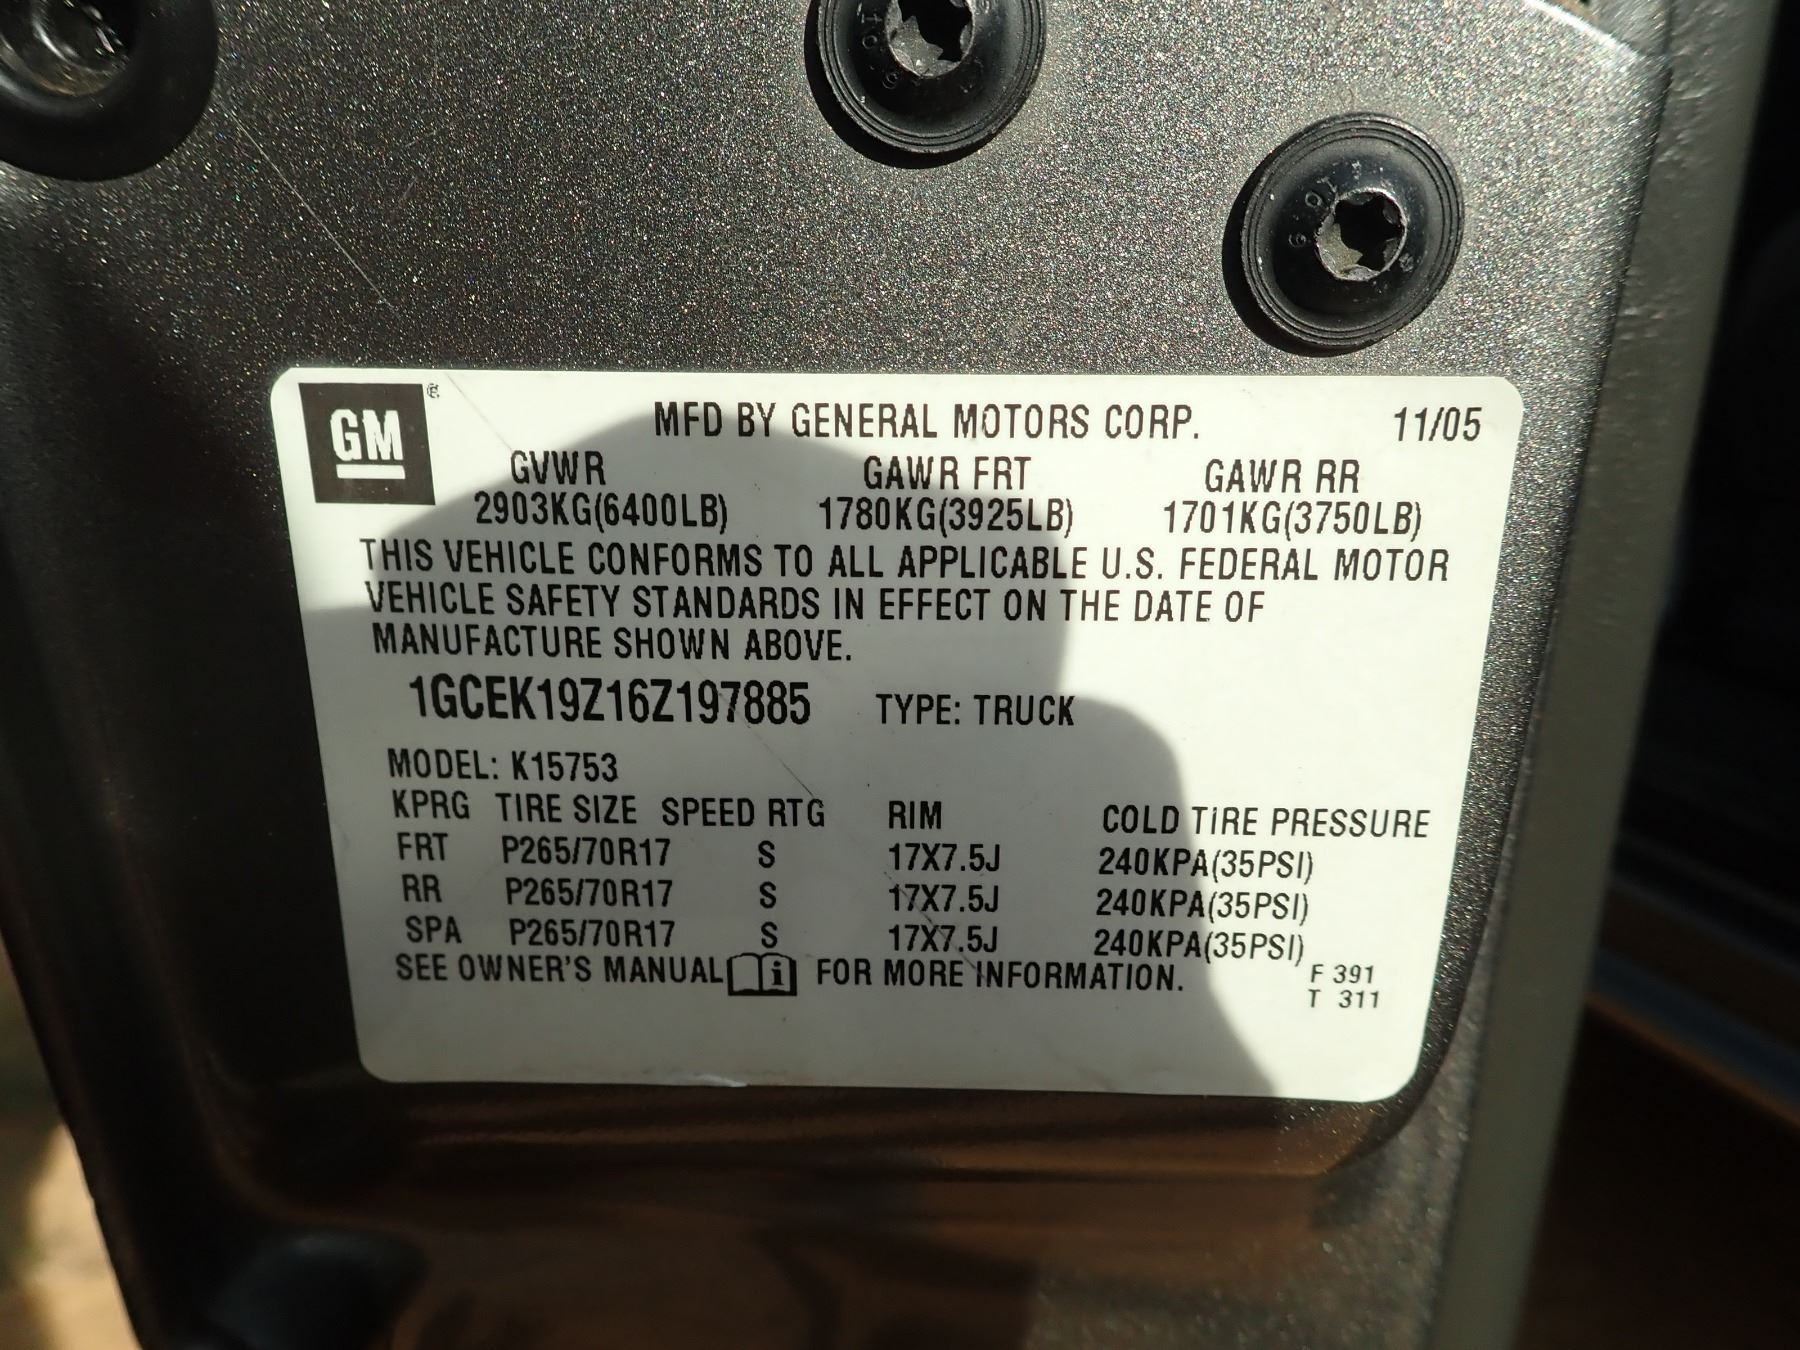 GM®
MFD BY GENERAL MOTORS CORP. 11/05
GVWR GAWR FRT GAWR RR
2903KG(6400LB) 1780KG(3925LB) 1701KG(3750LB)
THIS VEHICLE CONFORMS TO ALL APPLICABLE U.S. FEDERAL MOTOR
VEHICLE SAFETY STANDARDS IN EFFECT ON THE DATE OF
MANUFACTURE SHOWN ABOVE.
1GCEK19Z16Z197885 TYPE: TRUCK
MODEL: K15753
KPRG TIRE SIZE SPEED RTG RIM COLD TIRE PRESSURE
FRT P265/70R17 S 17X7.5J 240KPA(35PSI)
RR P265/70R17 S 17X7.5J 240KPA(35PSI)
SPA P265/70R17 S 17X7.5J 240KPA(35PSI)
SEE OWNER'S MANUAL i FOR MORE INFORMATION.
F 391
T 311